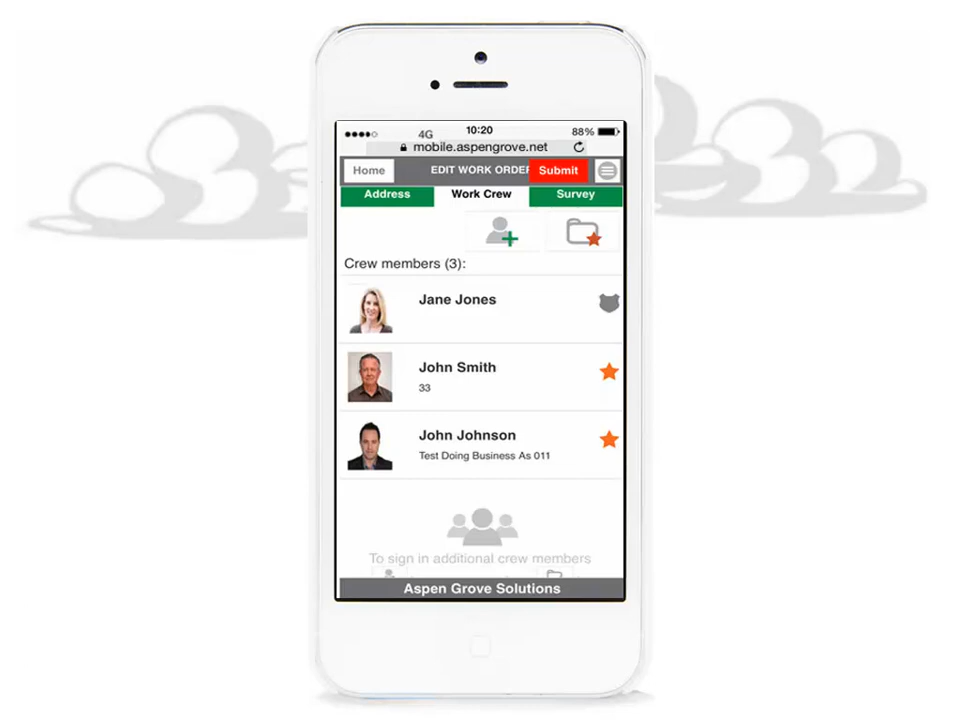 4G 10:20 88%
mobile.aspengrove.net
Home EDIT WORK ORDER Submit
Address Work Crew Survey
Crew members (3):
Jane Jones
John Smith
33
John Johnson
Test Doing Business As 011
To sign in additional crew members
Aspen Grove Solutions